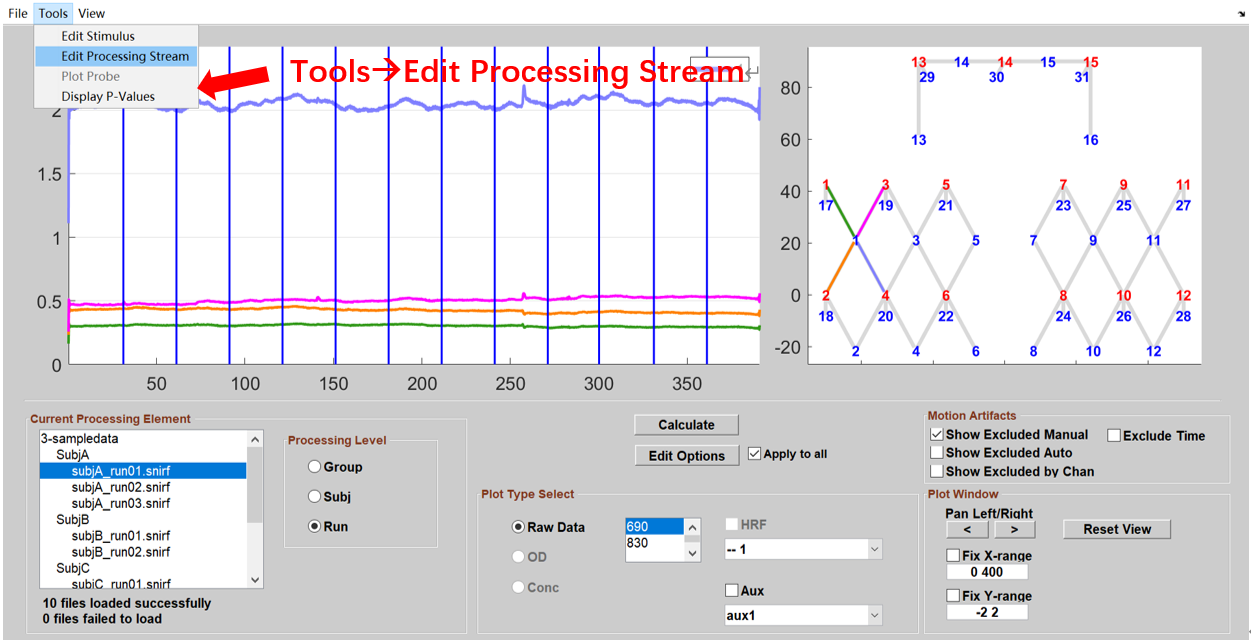 File Tools View
Edit Stimulus
Edit Processing Stream
Plot Probe
Display P-Values
Tools→Edit Processing Stream
2
1.5
1
0.5
0
50 100 150 200 250 300 350
80
60
40
20
0
-20
13 14 14 15 15
29 30 31
13 16
1 3 5 7 9 11
17 19 21 23 25 27
1 3 5 7 9 11
2 4 6 8 10 12
18 20 22 24 26 28
2 4 6 8 10 12
Current Processing Element
3-sampledata
SubjA
subjA_run01.snirf
subjA_run02.snirf
subjA_run03.snirf
SubjB
subjB_run01.snirf
subjB_run02.snirf
SubjC
subjC_run01.snirf
10 files loaded successfully
0 files failed to load
Processing Level
Group
Subj
Run
Calculate
Edit Options Apply to all
Plot Type Select
Raw Data
OD
Conc
690
830
HRF
-- 1
Aux
aux1
Motion Artifacts
Show Excluded Manual Exclude Time
Show Excluded Auto
Show Excluded by Chan
Plot Window
Pan Left/Right
< > Reset View
Fix X-range
0 400
Fix Y-range
-2 2